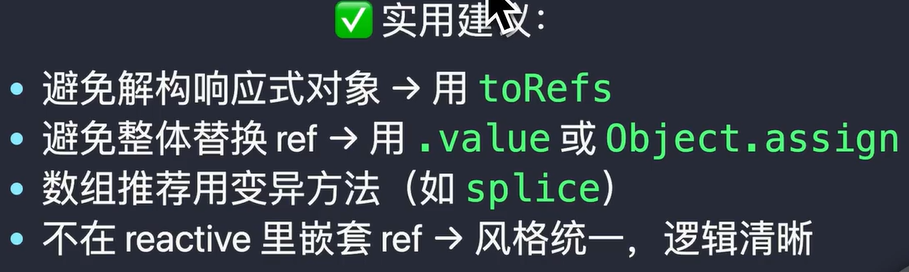 ✅ 实用建议：
• 避免解构响应式对象 → 用 toRefs
• 避免整体替换 ref → 用 .value 或 Object.assign
• 数组推荐用变异方法（如 splice）
• 不在 reactive 里嵌套 ref → 风格统一，逻辑清晰